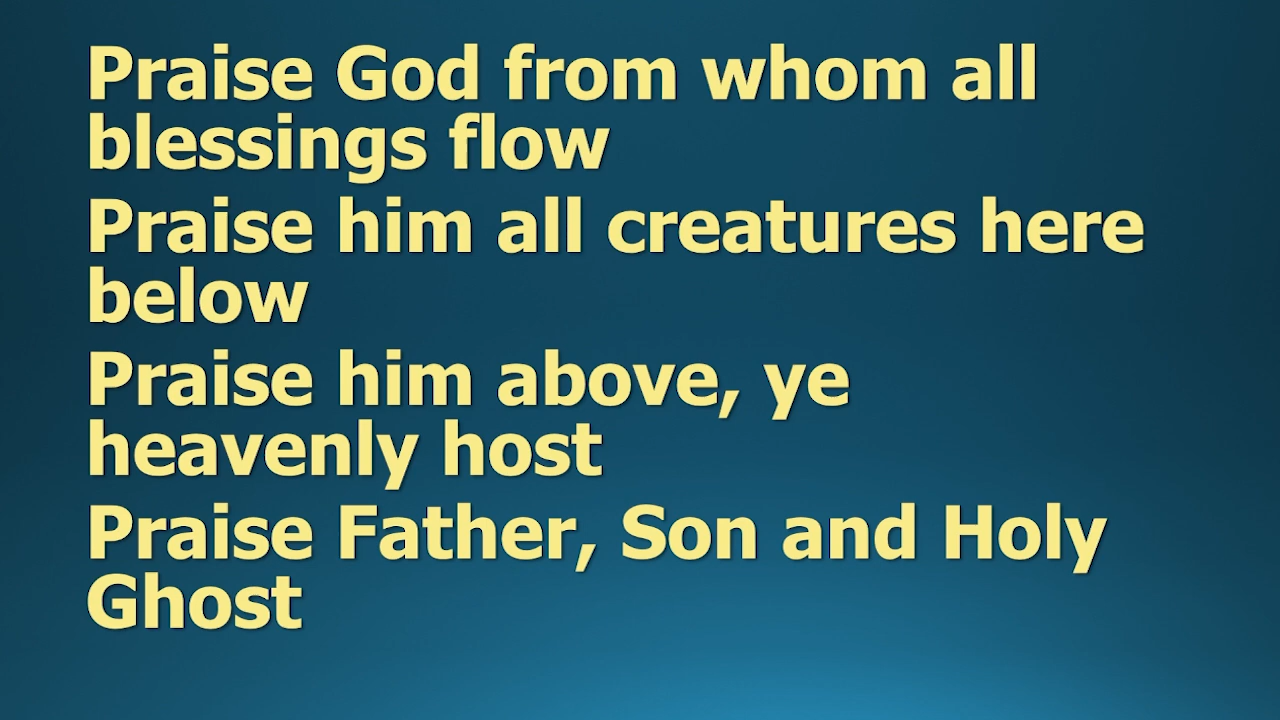 Praise God from whom all
blessings flow
Praise him all creatures here
below
Praise him above, ye
heavenly host
Praise Father, Son and Holy
Ghost